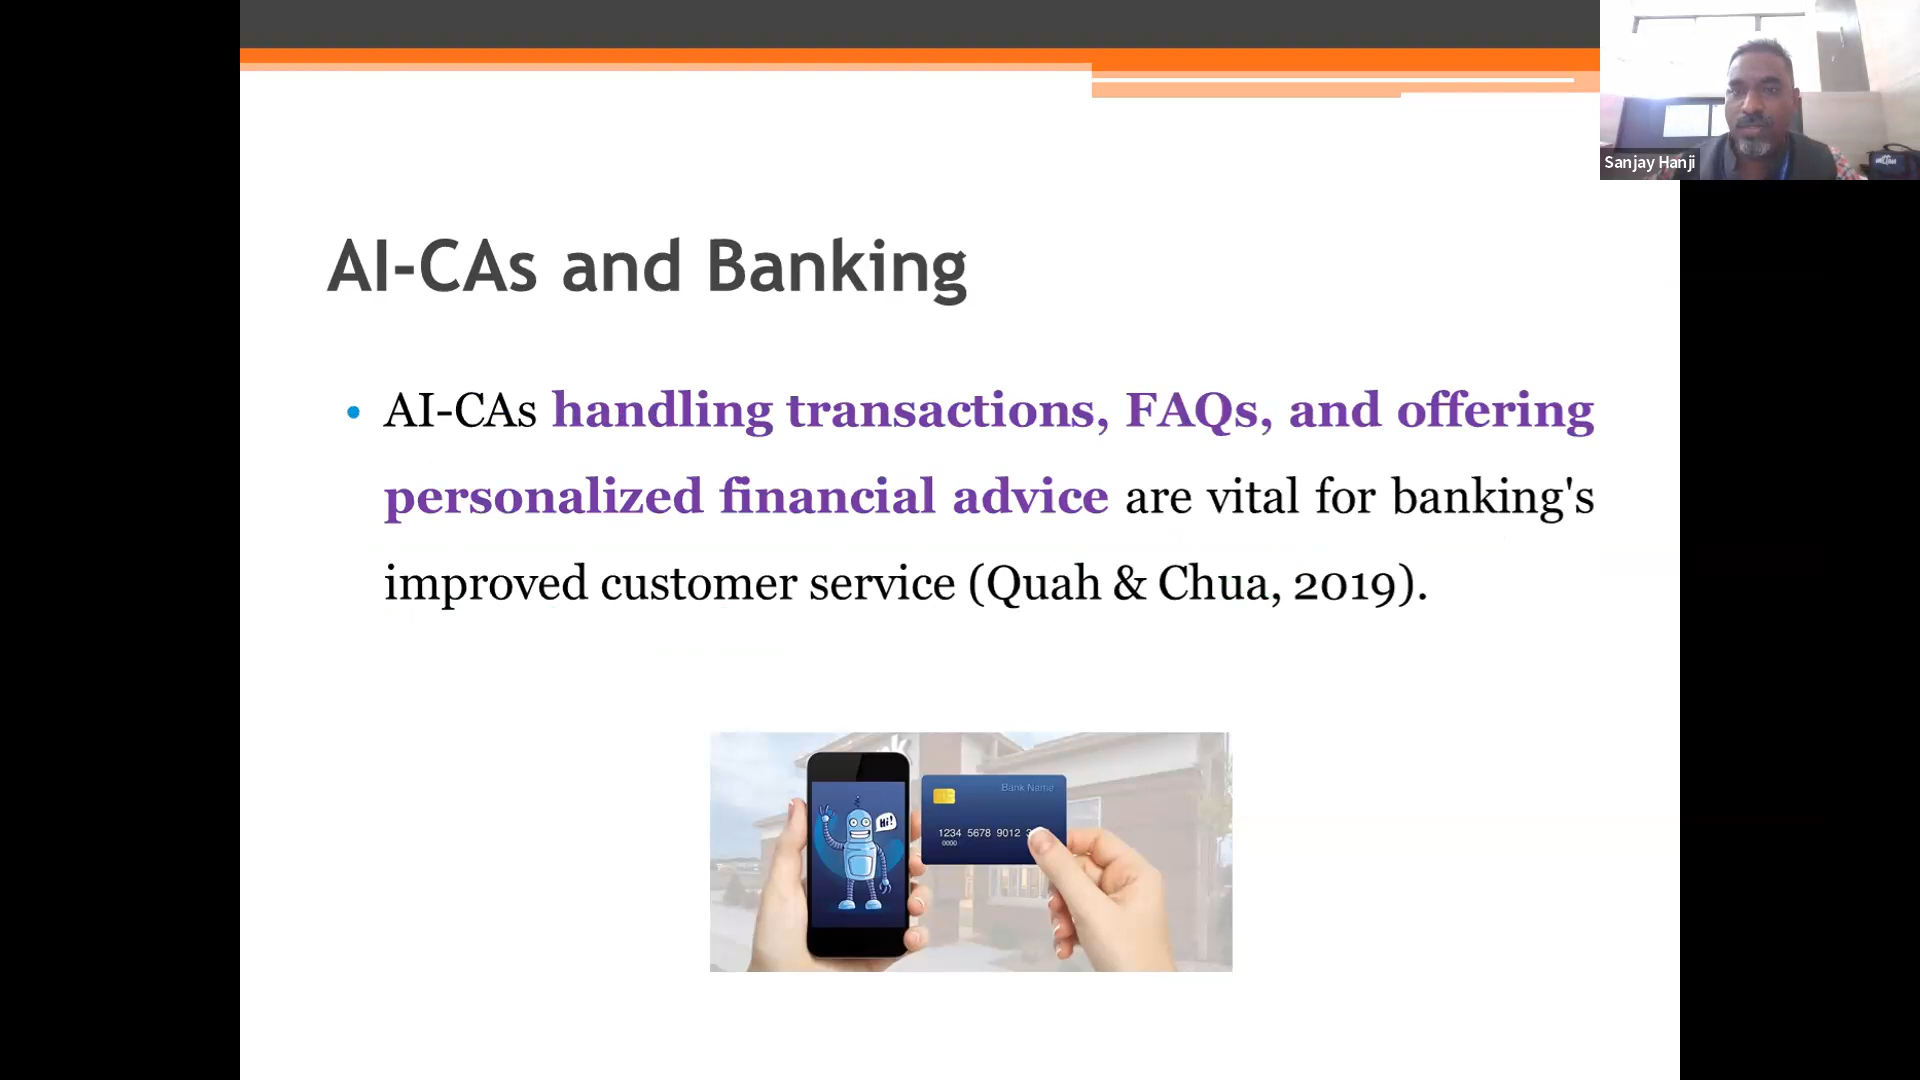 Sanjay Hanji
AI-CAs and Banking
• AI-CAs handling transactions, FAQs, and offering
personalized financial advice are vital for banking's
improved customer service (Quah & Chua, 2019).
Hi!
Bank Name
1234 5678 9012
0000